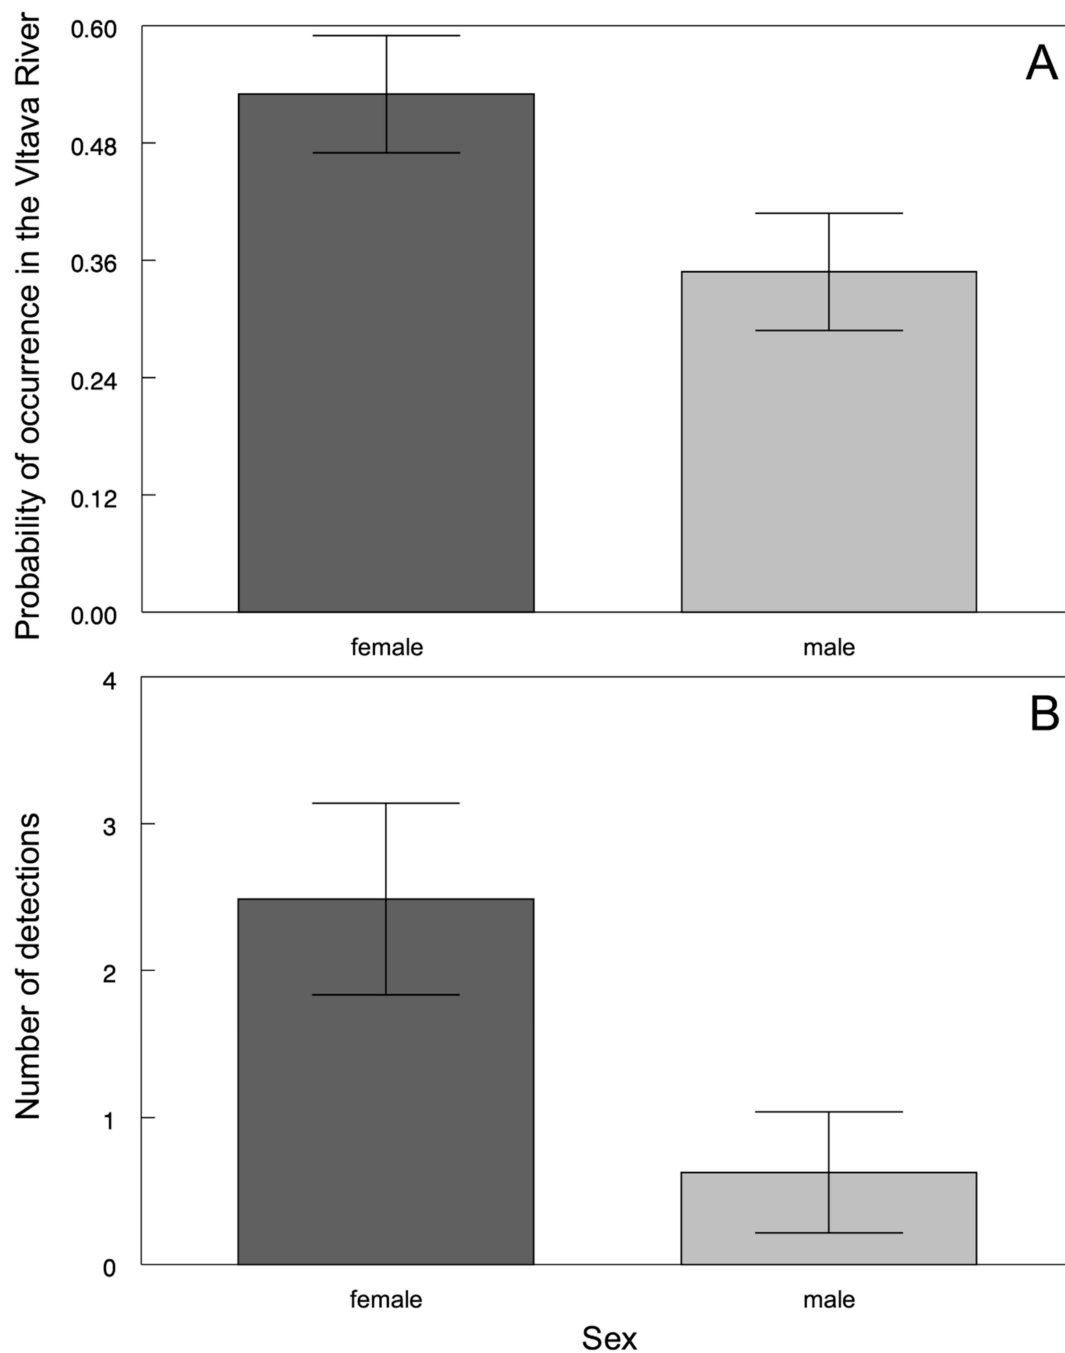 Probability of occurrence in the Vltava River
A
0.60
0.48
0.36
0.24
0.12
0.00
female
male
Number of detections
B
4
3
2
1
0
female
male
Sex